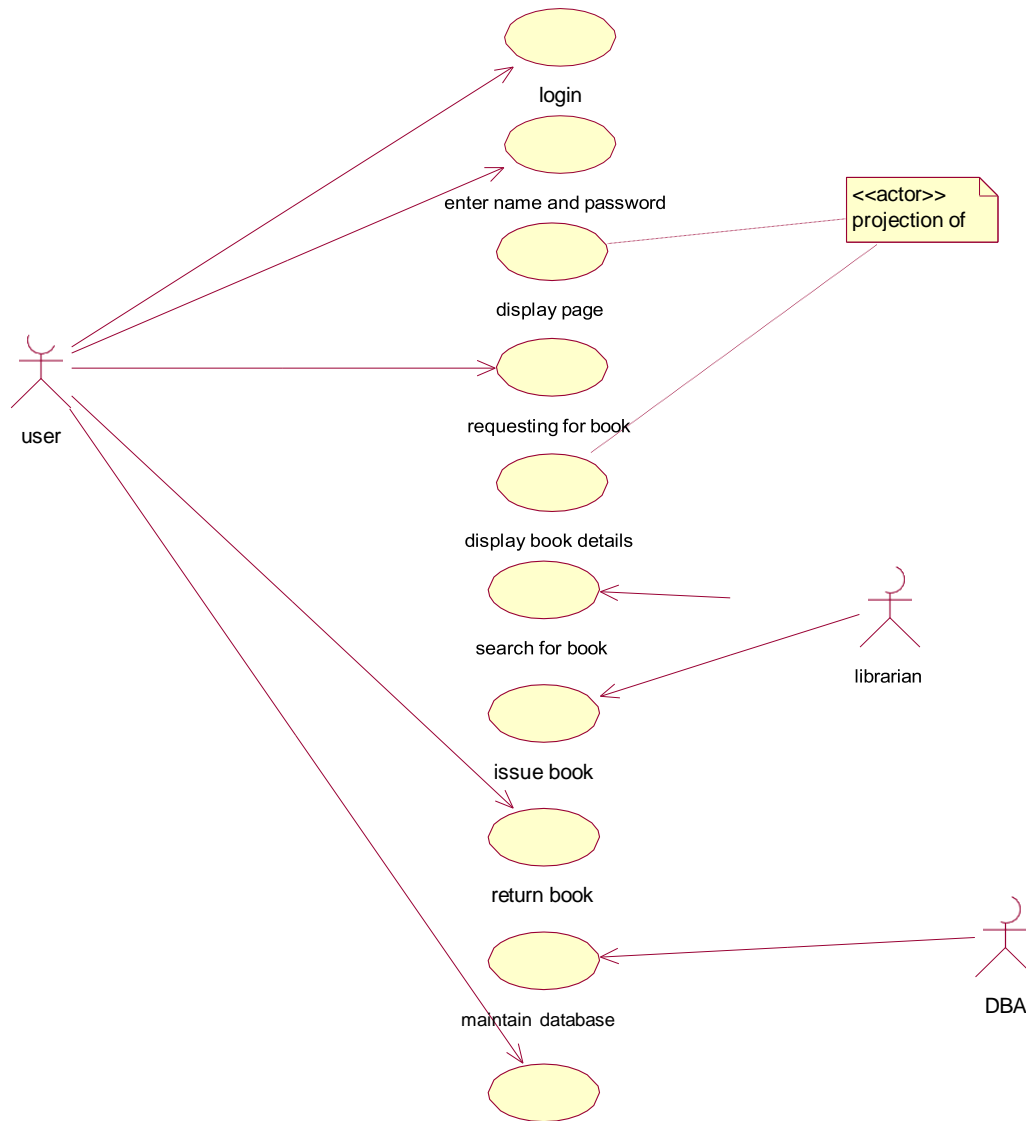 login
enter name and password
<<actor>>
projection of
display page
requesting for book
user
display book details
search for book
librarian
issue book
return book
DBA
maintain database